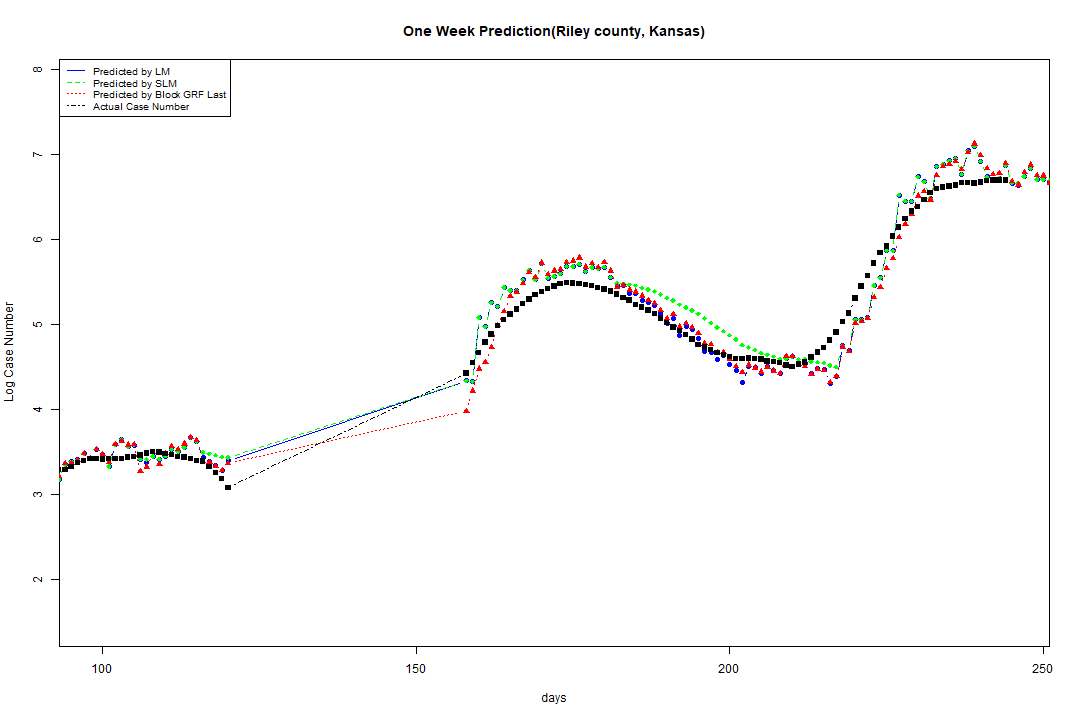 One Week Prediction(Riley county, Kansas)
Predicted by LM
Predicted by SLM
Predicted by Block GRF Last
Actual Case Number
8
7
6
5
4
3
2
Log Case Number
100
150
200
250
days